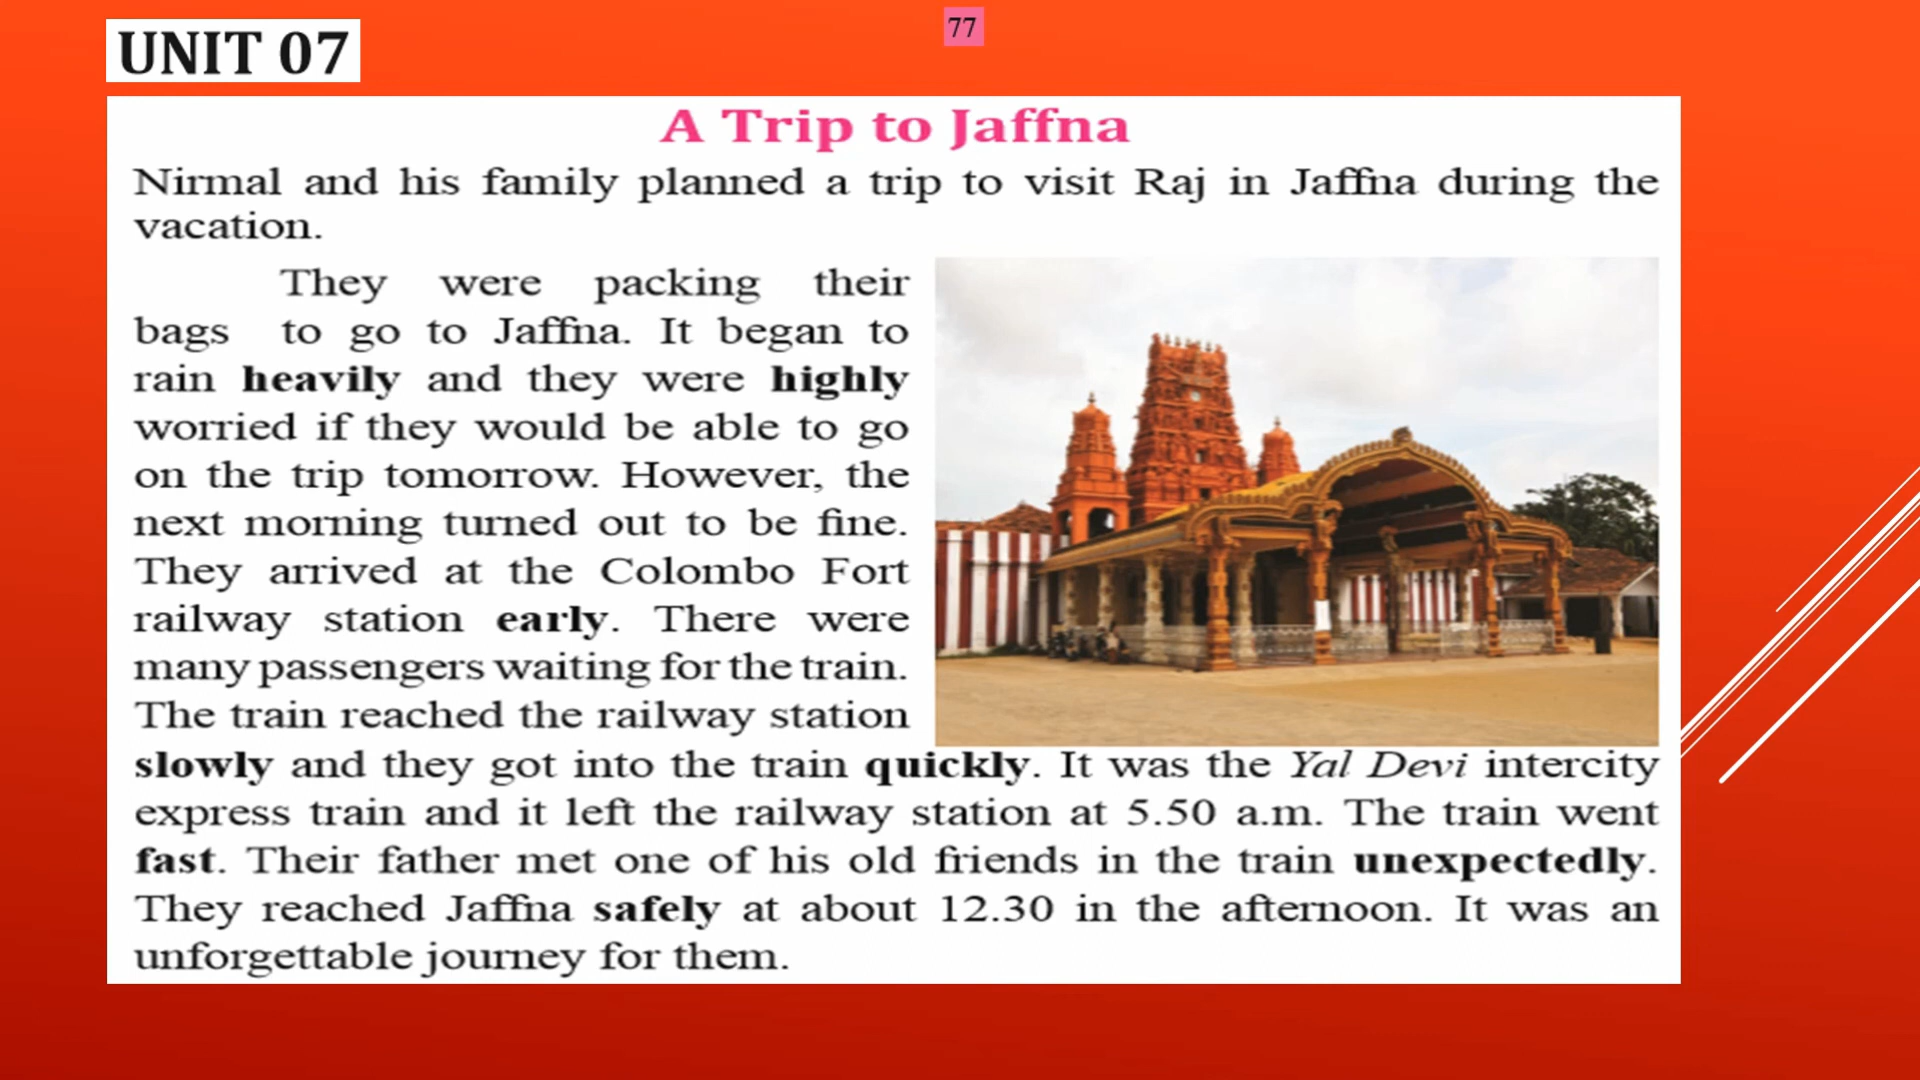 77
UNIT 07
A Trip to Jaffna
Nirmal and his family planned a trip to visit Raj in Jaffna during the
vacation.
They were packing their
bags to go to Jaffna. It began to
rain heavily and they were highly
worried if they would be able to go
on the trip tomorrow. However, the
next morning turned out to be fine.
They arrived at the Colombo Fort
railway station early. There were
many passengers waiting for the train.
The train reached the railway station
slowly and they got into the train quickly. It was the Yal Devi intercity
express train and it left the railway station at 5.50 a.m. The train went
fast. Their father met one of his old friends in the train unexpectedly.
They reached Jaffna safely at about 12.30 in the afternoon. It was an
unforgettable journey for them.